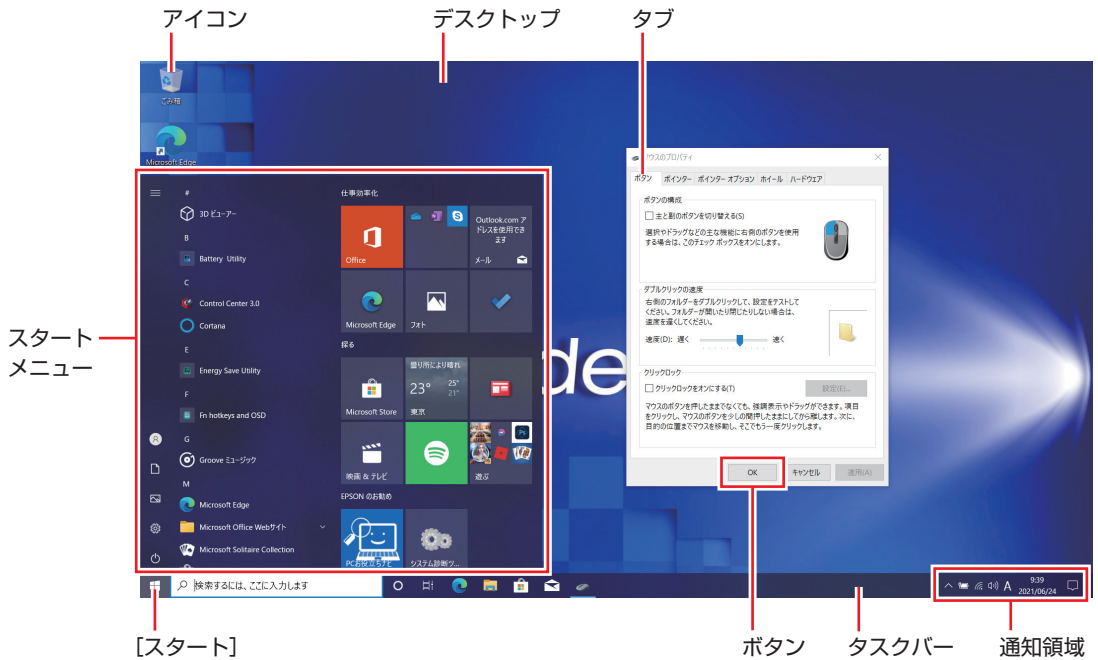 アイコン
デスクトップ
タブ
ごみ箱
Microsoft Edge
スタート
メニュー
#
3D ビューアー
B
Battery Utility
C
Control Center 3.0
Cortana
E
Energy Save Utility
F
Fn hotkeys and OSD
G
Groove ミュージック
M
Microsoft Edge
Microsoft Office Webサイト
Microsoft Solitaire Collection
仕事効率化
Office
Outlook.com ア
ドレスを使用でき
ます
メール
Microsoft Edge
フォト
探る
Microsoft Store
曇り所により晴れ
23° 25°
21°
東京
映画 & テレビ
遊ぶ
EPSON のお勧め
PCお役立ちナビ
システム診断ツ...
de
マウスのプロパティ
ボタン ポインター ポインター オプション ホイール ハードウェア
ボタンの構成
主と副のボタンを切り替える(S)
選択やドラッグなどの主な機能に右側のボタンを使用
する場合は、このチェック ボックスをオンにします。
ダブルクリックの速度
右側のフォルダーをダブルクリックして、設定をテストして
ください。フォルダーが開いたり閉じたりしない場合は、
速度を遅くしてください。
速度(D): 遅く 速く
クリックロック
クリックロックをオンにする(T) 設定(E)...
マウスのボタンを押したままでなくても、強調表示やドラッグができます。項目
をクリックし、マウスのボタンを少しの間押したままにしてから離します。次に、
目的の位置までマウスを移動し、そこでもう一度クリックします。
OK キャンセル 適用(A)
検索するには、ここに入力します
A
9:39
2021/06/24
[スタート]
ボタン
タスクバー
通知領域